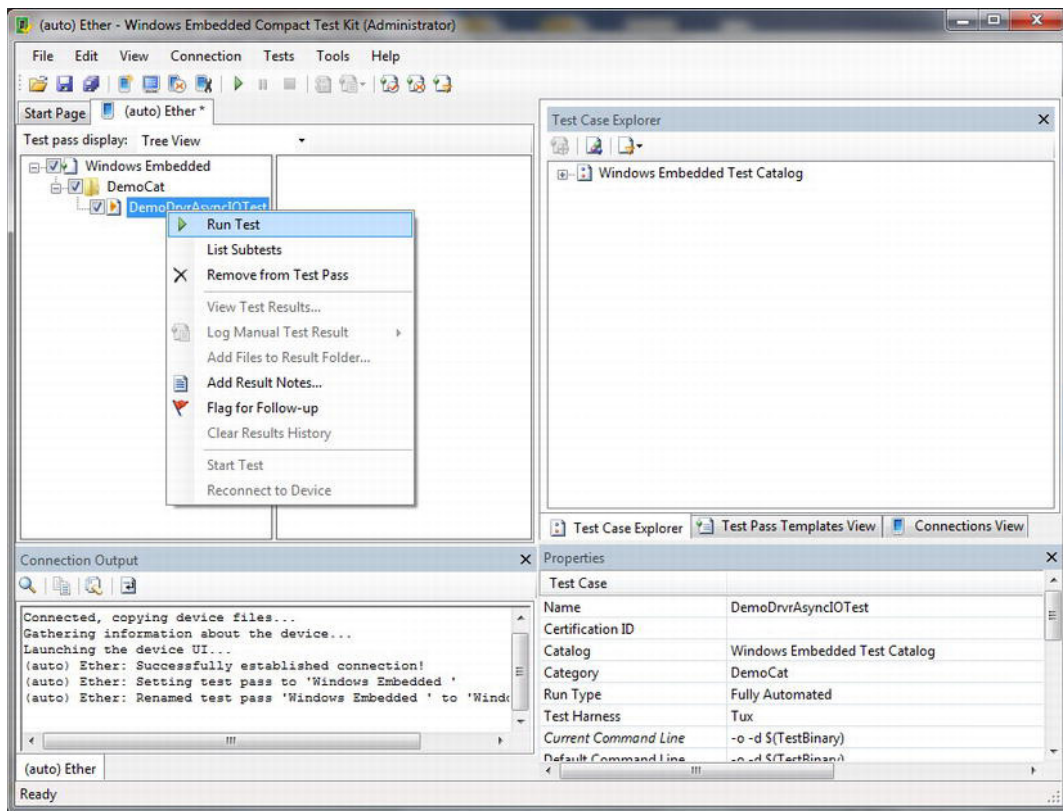 (auto) Ether - Windows Embedded Compact Test Kit (Administrator)
File Edit View Connection Tests Tools Help
Start Page (auto) Ether *
Test pass display: Tree View
Windows Embedded
DemoCat
DemoDrvrAsyncIOTest
Run Test
List Subtests
Remove from Test Pass
View Test Results...
Log Manual Test Result
Add Files to Result Folder...
Add Result Notes...
Flag for Follow-up
Clear Results History
Start Test
Reconnect to Device
Test Case Explorer
Windows Embedded Test Catalog
Test Case Explorer Test Pass Templates View Connections View
Connection Output
Connected, copying device files...
Gathering information about the device...
Launching the device UI...
(auto) Ether: Successfully established connection!
(auto) Ether: Setting test pass to 'Windows Embedded '
(auto) Ether: Renamed test pass 'Windows Embedded ' to 'Windo
(auto) Ether
Ready
Properties
Test Case
Name DemoDrvrAsyncIOTest
Certification ID
Catalog Windows Embedded Test Catalog
Category DemoCat
Run Type Fully Automated
Test Harness Tux
Current Command Line -o -d $(TestBinary)
Default Command Line -o -d $(TestBinary)